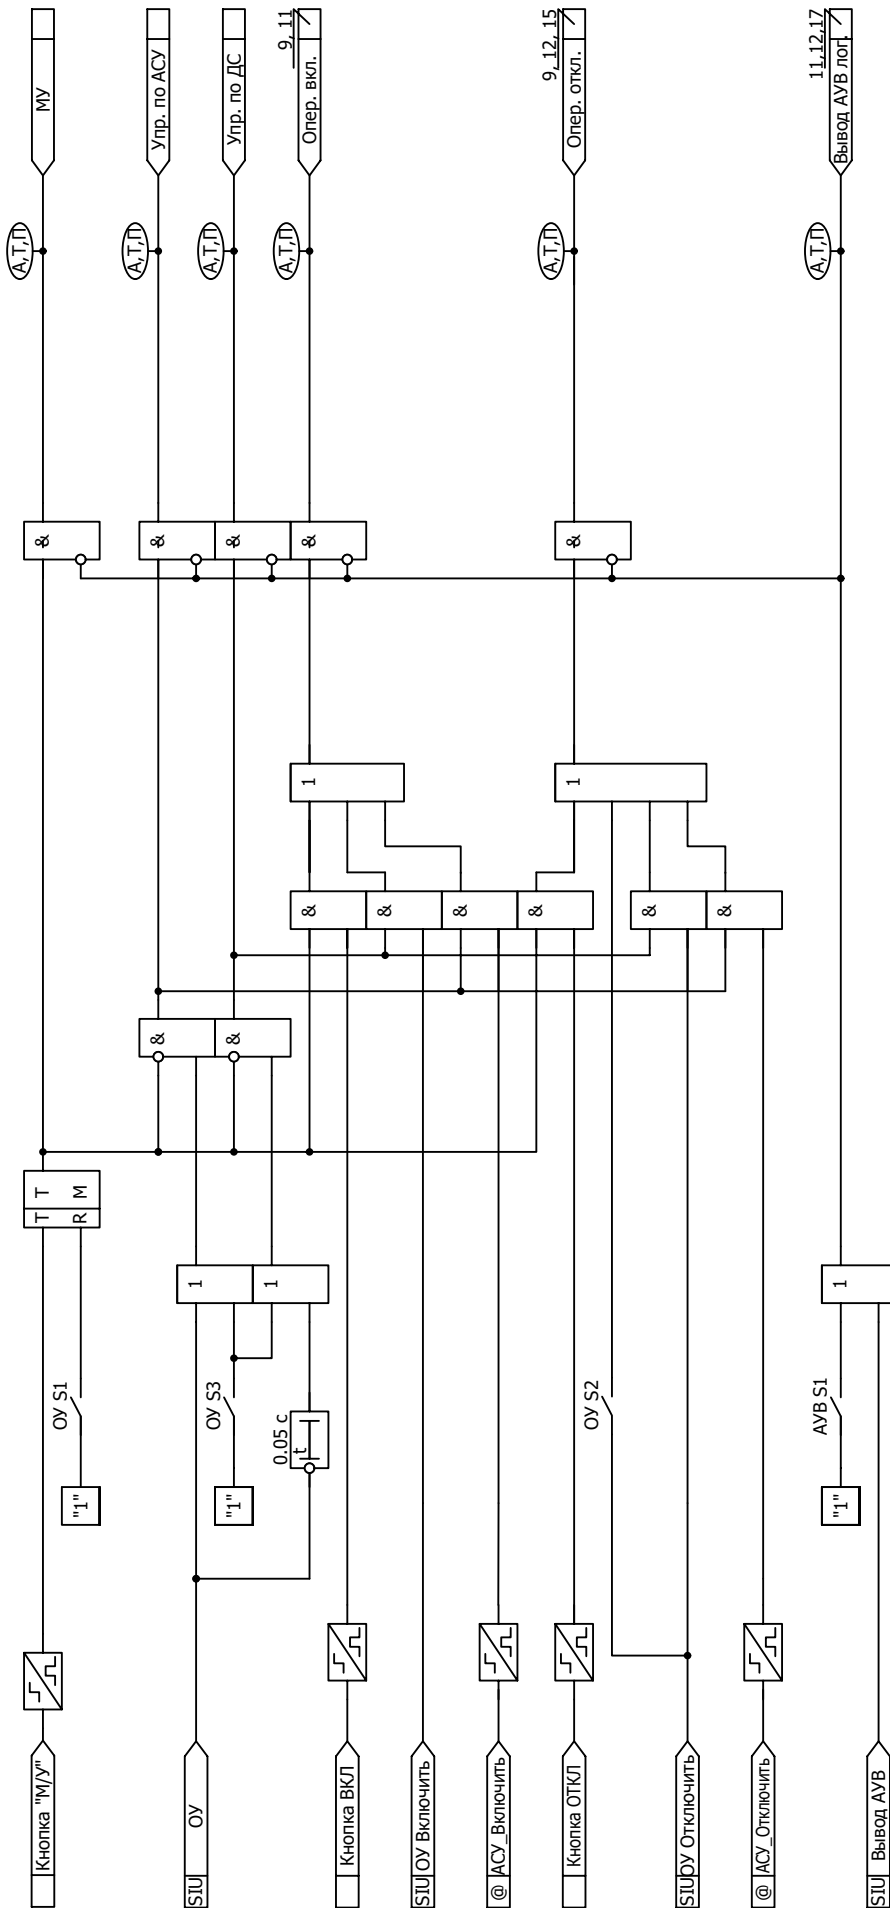 МУ
Упр. по АСУ
Упр. по ДС
Опер. вкл.
9, 11
Опер. откл.
9, 12, 15
Вывод АУВ лог.
11,12,17
А,Т,П
А,Т,П
А,Т,П
А,Т,П
А,Т,П
А,Т,П
&
&
&
&
&
1
1
&
&
&
&
&
&
&
&
T T
R M
1
1
1
ОУ S1
"1"
ОУ S3
"1"
0.05 с
t
ОУ S2
АУВ S1
"1"
Кнопка "М/У"
SIU ОУ
Кнопка ВКЛ
SIU ОУ Включить
@ АСУ_Включить
Кнопка ОТКЛ
SIU ОУ Отключить
@ АСУ_Отключить
SIU Вывод АУВ